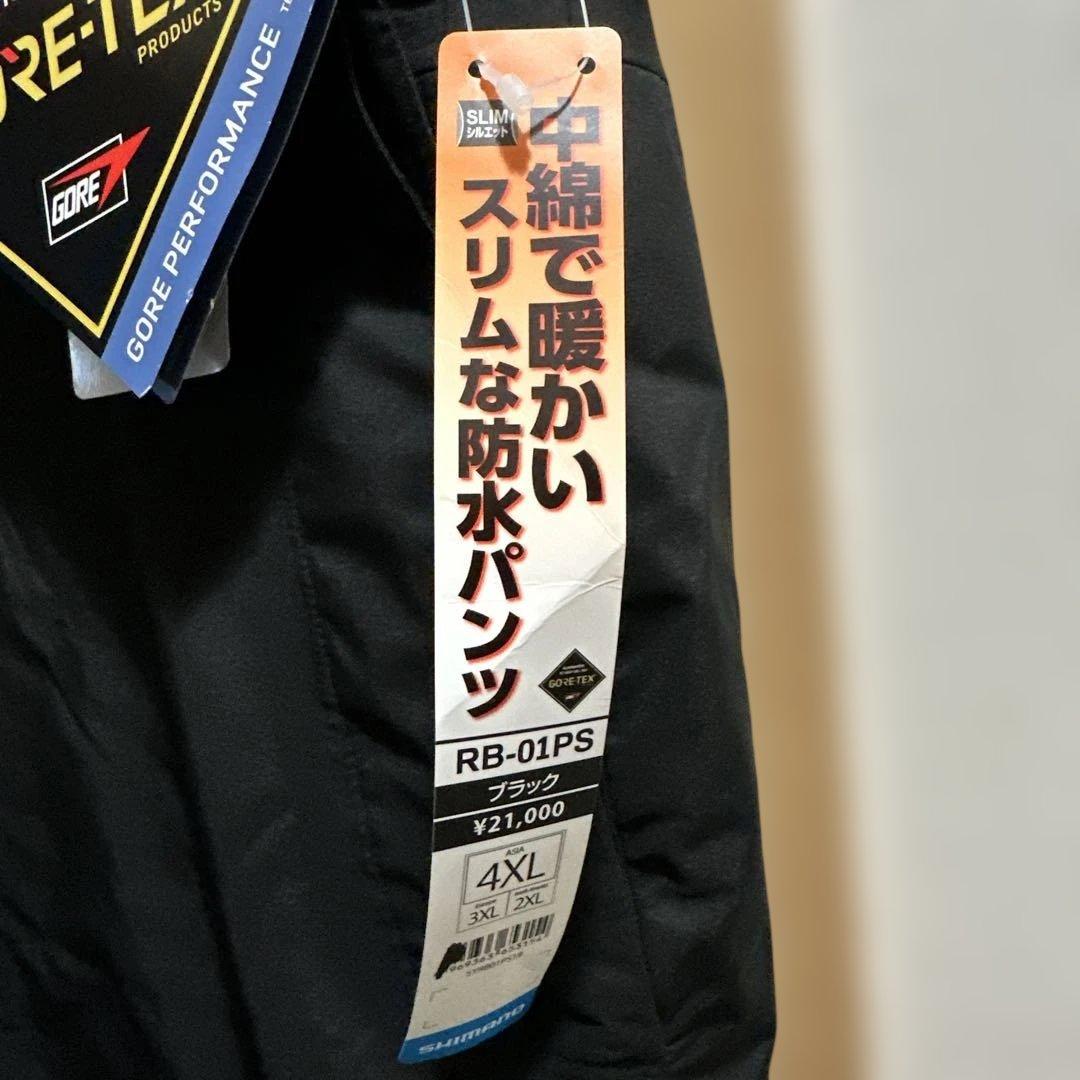 GORE-TEX
PRODUCTS
GORE
GORE PERFORMANCE
SLIM
シルエット
中綿で暖かい
スリムな防水パンツ
GORE-TEX
RB-01PS
ブラック
¥21,000
ASIA
4XL
Europe
3XL
2XL
SHIMANO